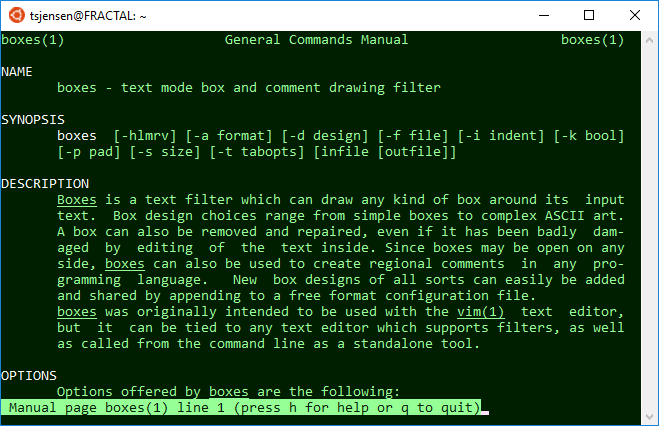 tsjensen@FRACTAL: ~
boxes(1) General Commands Manual boxes(1)
NAME
boxes - text mode box and comment drawing filter
SYNOPSIS
boxes [-hlmrv] [-a format] [-d design] [-f file] [-i indent] [-k bool]
[-p pad] [-s size] [-t tabopts] [infile [outfile]]
DESCRIPTION
Boxes is a text filter which can draw any kind of box around its input
text. Box design choices range from simple boxes to complex ASCII art.
A box can also be removed and repaired, even if it has been badly dam-
aged by editing of the text inside. Since boxes may be open on any
side, boxes can also be used to create regional comments in any pro-
gramming language. New box designs of all sorts can easily be added
and shared by appending to a free format configuration file.
boxes was originally intended to be used with the vim(1) text editor,
but it can be tied to any text editor which supports filters, as well
as called from the command line as a standalone tool.
OPTIONS
Options offered by boxes are the following:
Manual page boxes(1) line 1 (press h for help or q to quit)